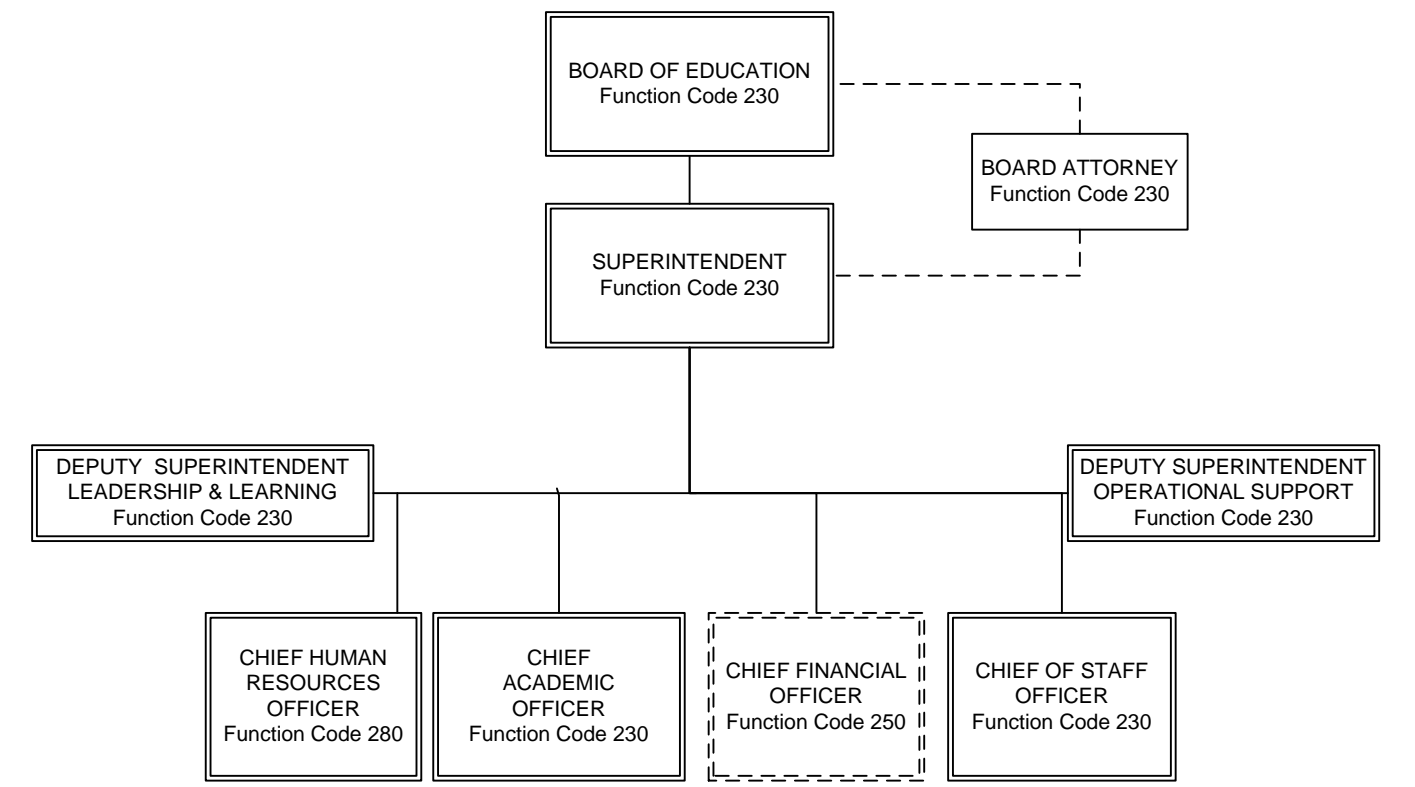 BOARD OF EDUCATION
Function Code 230
BOARD ATTORNEY
Function Code 230
SUPERINTENDENT
Function Code 230
DEPUTY SUPERINTENDENT
LEADERSHIP & LEARNING
Function Code 230
DEPUTY SUPERINTENDENT
OPERATIONAL SUPPORT
Function Code 230
CHIEF HUMAN
RESOURCES
OFFICER
Function Code 280
CHIEF
ACADEMIC
OFFICER
Function Code 230
CHIEF FINANCIAL
OFFICER
Function Code 250
CHIEF OF STAFF
OFFICER
Function Code 230